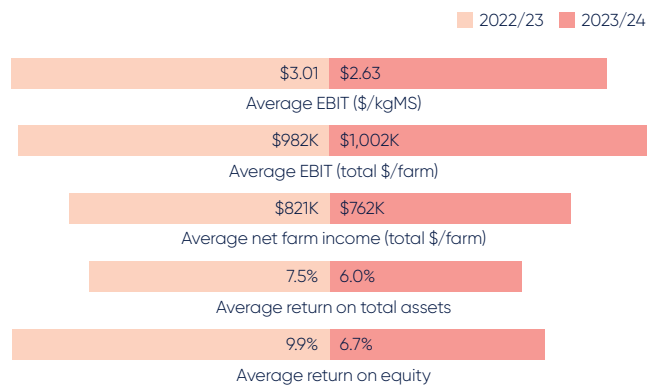 2022/23 2023/24
$3.01 $2.63
Average EBIT ($/kgMS)
$982K $1,002K
Average EBIT (total $/farm)
$821K $762K
Average net farm income (total $/farm)
7.5% 6.0%
Average return on total assets
9.9% 6.7%
Average return on equity